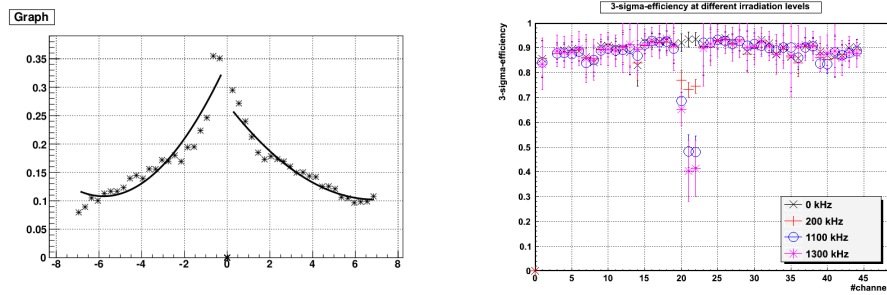 Graph
0.35
0.3
0.25
0.2
0.15
0.1
0.05
0
-8 -6 -4 -2 0 2 4 6 8
3-sigma-efficiency at different irradiation levels
3-sigma-efficiency
1
0.9
0.8
0.7
0.6
0.5
0.4
0.3
0.2
0.1
0
0 5 10 15 20 25 30 35 40 45
#channel
0 kHz
200 kHz
1100 kHz
1300 kHz